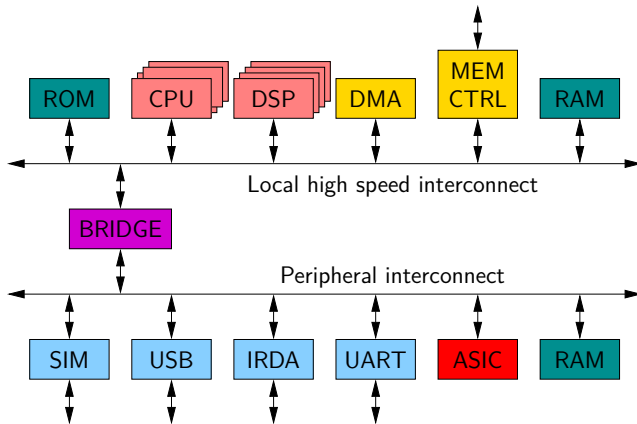 ROM
CPU
DSP
DMA
MEM
CTRL
RAM
Local high speed interconnect
BRIDGE
Peripheral interconnect
SIM
USB
IRDA
UART
ASIC
RAM